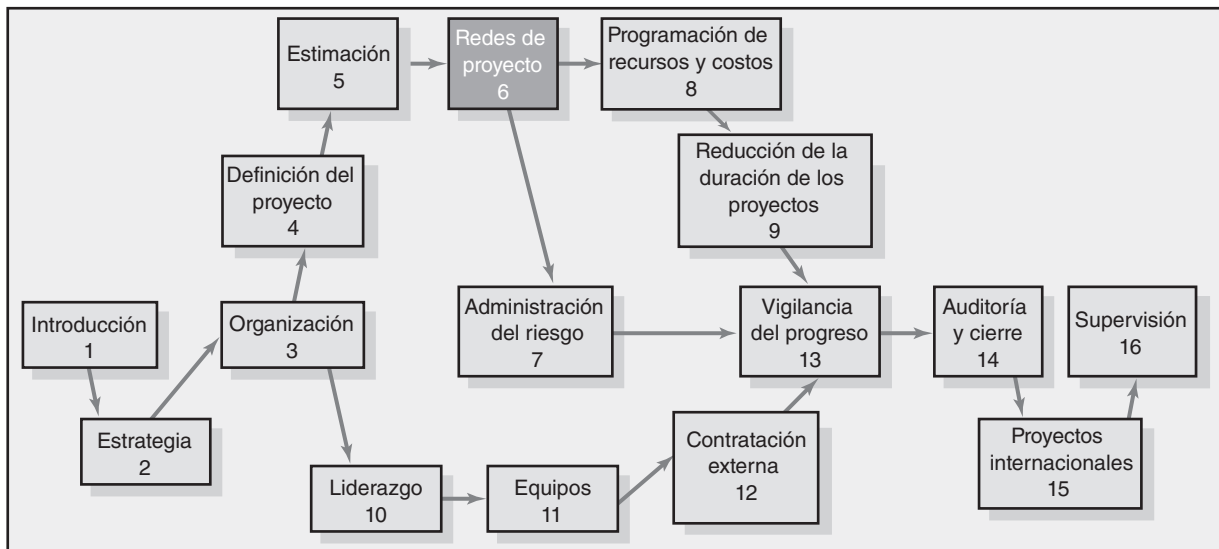 Estimación
5
Redes de
proyecto
6
Programación de
recursos y costos
8
Reducción de la
duración de los
proyectos
9
Definición del
proyecto
4
Introducción
1
Organización
3
Administración
del riesgo
7
Vigilancia
del progreso
13
Auditoría
y cierre
14
Supervisión
16
Estrategia
2
Liderazgo
10
Equipos
11
Contratación
externa
12
Proyectos
internacionales
15